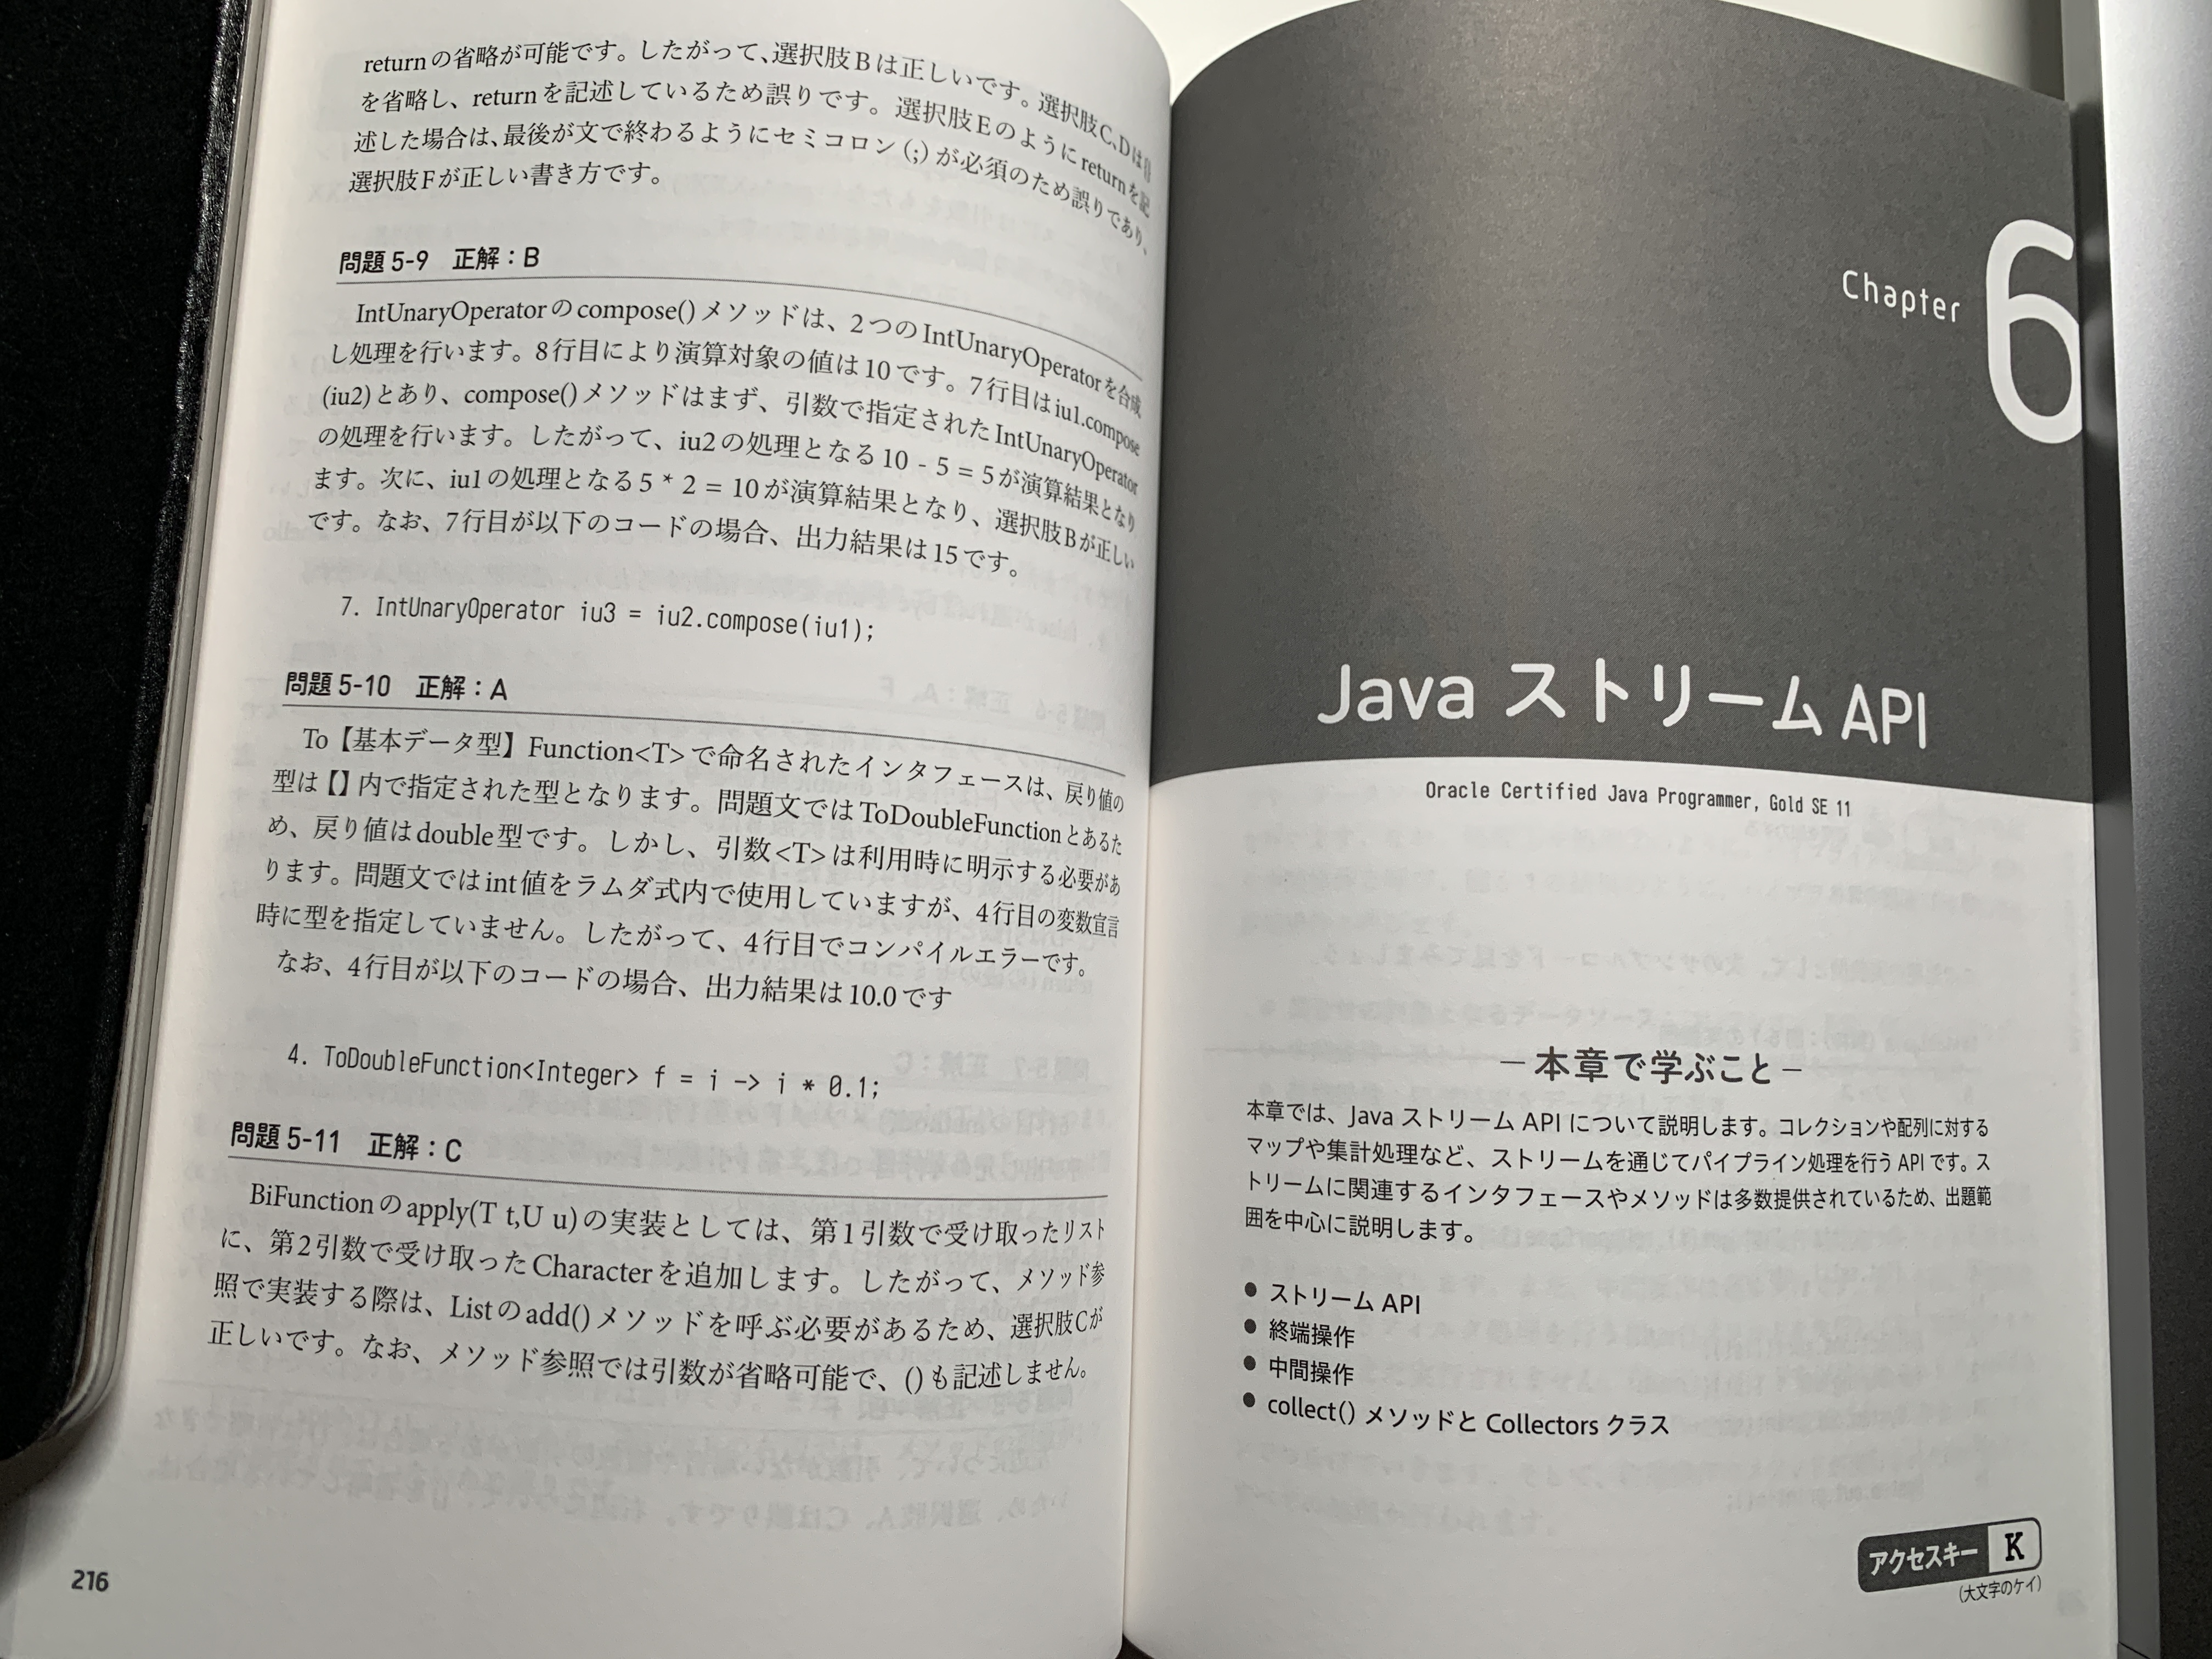 returnの省略が可能です。したがって、選択肢Bは正しいです。選択肢C、Dは{}
を省略し、returnを記述しているため誤りです。選択肢Eのようにreturnを記
述した場合は、最後が文で終わるようにセミコロン(;)が必須のため誤りであり、
選択肢Fが正しい書き方です。
問題 5-9 正解：B
IntUnaryOperatorのcompose()メソッドは、2つのIntUnaryOperatorを合成
し処理を行います。8行目により演算対象の値は10です。7行目はiu1.compose
(iu2)とあり、compose()メソッドはまず、引数で指定されたIntUnaryOperator
の処理を行います。したがって、iu2の処理となる10 - 5 = 5が演算結果となり
ます。次に、iu1の処理となる5 * 2 = 10が演算結果となり、選択肢Bが正しい
です。なお、7行目が以下のコードの場合、出力結果は15です。
7. IntUnaryOperator iu3 = iu2.compose(iu1);
問題 5-10 正解：A
To【基本データ型】Function<T>で命名されたインタフェースは、戻り値の
型は【】内で指定された型となります。問題文ではToDoubleFunctionとあるた
め、戻り値はdouble型です。しかし、引数<T>は利用時に明示する必要があ
ります。問題文ではint値をラムダ式内で使用していますが、4行目の変数宣言
時に型を指定していません。したがって、4行目でコンパイルエラーです。
なお、4行目が以下のコードの場合、出力結果は10.0です
4. ToDoubleFunction<Integer> f = i -> i * 0.1;
問題 5-11 正解：C
BiFunctionのapply(T t,U u)の実装としては、第1引数で受け取ったリスト
に、第2引数で受け取ったCharacterを追加します。したがって、メソッド参
照で実装する際は、Listのadd()メソッドを呼ぶ必要があるため、選択肢Cが
正しいです。なお、メソッド参照では引数が省略可能で、()も記述しません。
216
Chapter 6
Java ストリーム API
Oracle Certified Java Programmer, Gold SE 11
－本章で学ぶこと－
本章では、Java ストリーム API について説明します。コレクションや配列に対する
マップや集計処理など、ストリームを通じてパイプライン処理を行う API です。ス
トリームに関連するインタフェースやメソッドは多数提供されているため、出題範
囲を中心に説明します。
● ストリーム API
● 終端操作
● 中間操作
● collect() メソッドと Collectors クラス
アクセスキー K
(大文字のケイ)